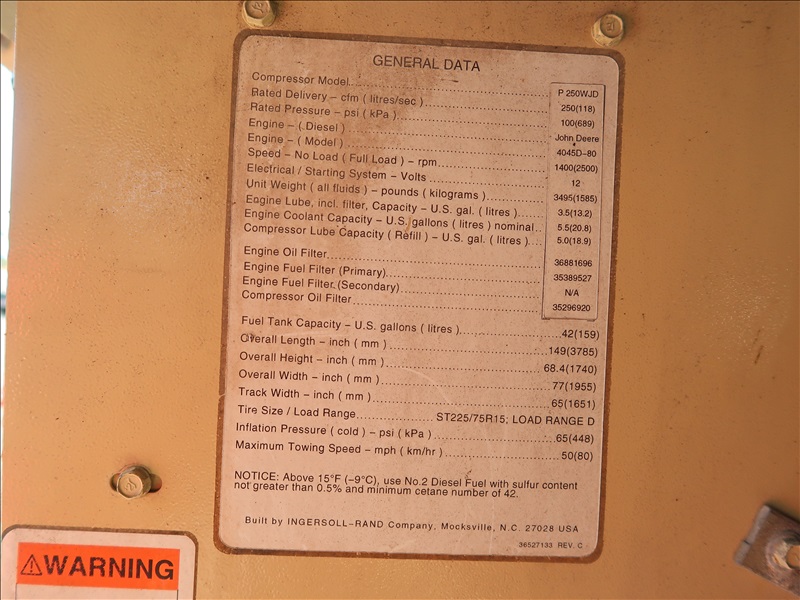 GENERAL DATA
Compressor Model.................... P 250WJD
Rated Delivery – cfm ( litres/sec ).................... 250(118)
Rated Pressure – psi ( kPa ).................... 100(689)
Engine – ( Diesel ).................... John Deere
Engine – ( Model ).................... 4045D–80
Speed – No Load ( Full Load ) – rpm.................... 1400(2500)
Electrical / Starting System – Volts.................... 12
Unit Weight ( all fluids ) – pounds ( kilograms ).............. 3495(1585)
Engine Lube, incl. filter, Capacity – U.S. gal. ( litres )....... 3.5(13.2)
Engine Coolant Capacity – U.S. gallons ( litres ) nominal.. 5.5(20.8)
Compressor Lube Capacity ( Refill ) – U.S. gal. ( litres ).... 5.0(18.9)
Engine Oil Filter.................... 36881696
Engine Fuel Filter (Primary).................... 35389527
Engine Fuel Filter (Secondary).................... N/A
Compressor Oil Filter.................... 35296920
Fuel Tank Capacity – U.S. gallons ( litres ).................... 42(159)
Overall Length – inch ( mm ).................... 149(3785)
Overall Height – inch ( mm ).................... 68.4(1740)
Overall Width – inch ( mm ).................... 77(1955)
Track Width – inch ( mm ).................... 65(1651)
Tire Size / Load Range.................... ST225/75R15; LOAD RANGE D
Inflation Pressure ( cold ) – psi ( kPa ).................... 65(448)
Maximum Towing Speed – mph ( km/hr ).................... 50(80)
NOTICE: Above 15°F (–9°C), use No.2 Diesel Fuel with sulfur content
not greater than 0.5% and minimum cetane number of 42.
Built by INGERSOLL–RAND Company, Mocksville, N.C. 27028 USA
36527133 REV. C
WARNING